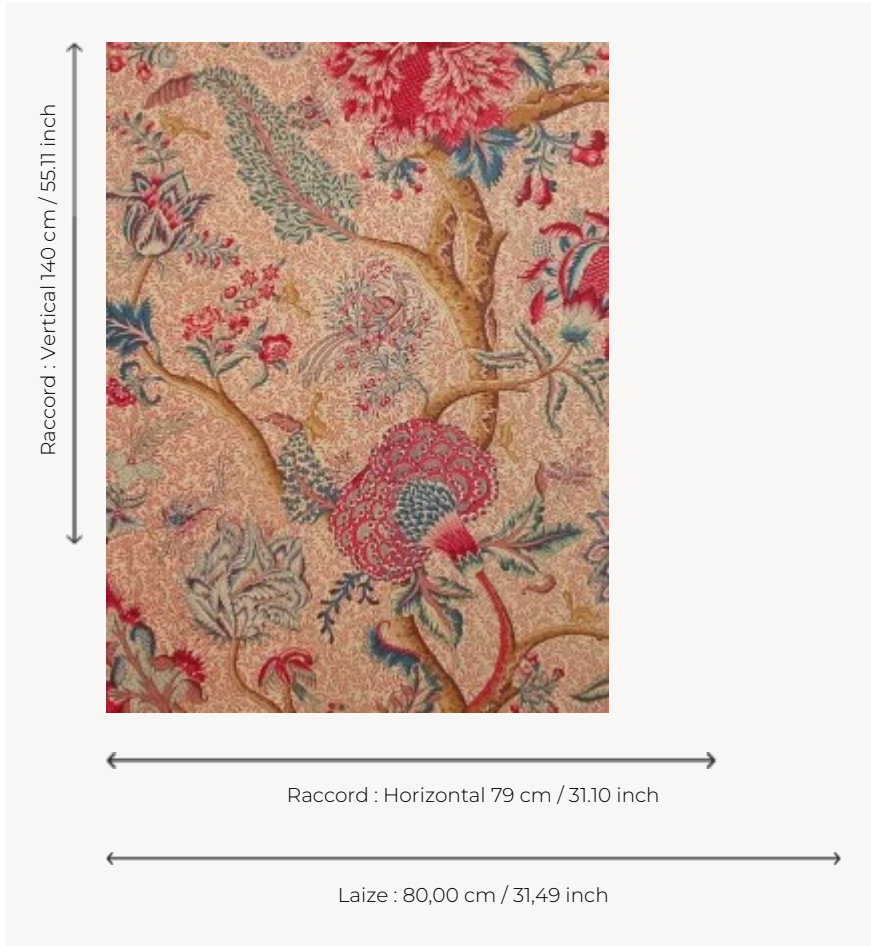 Raccord : Vertical 140 cm / 55.11 inch
Raccord : Horizontal 79 cm / 31.10 inch
Laize : 80,00 cm / 31,49 inch